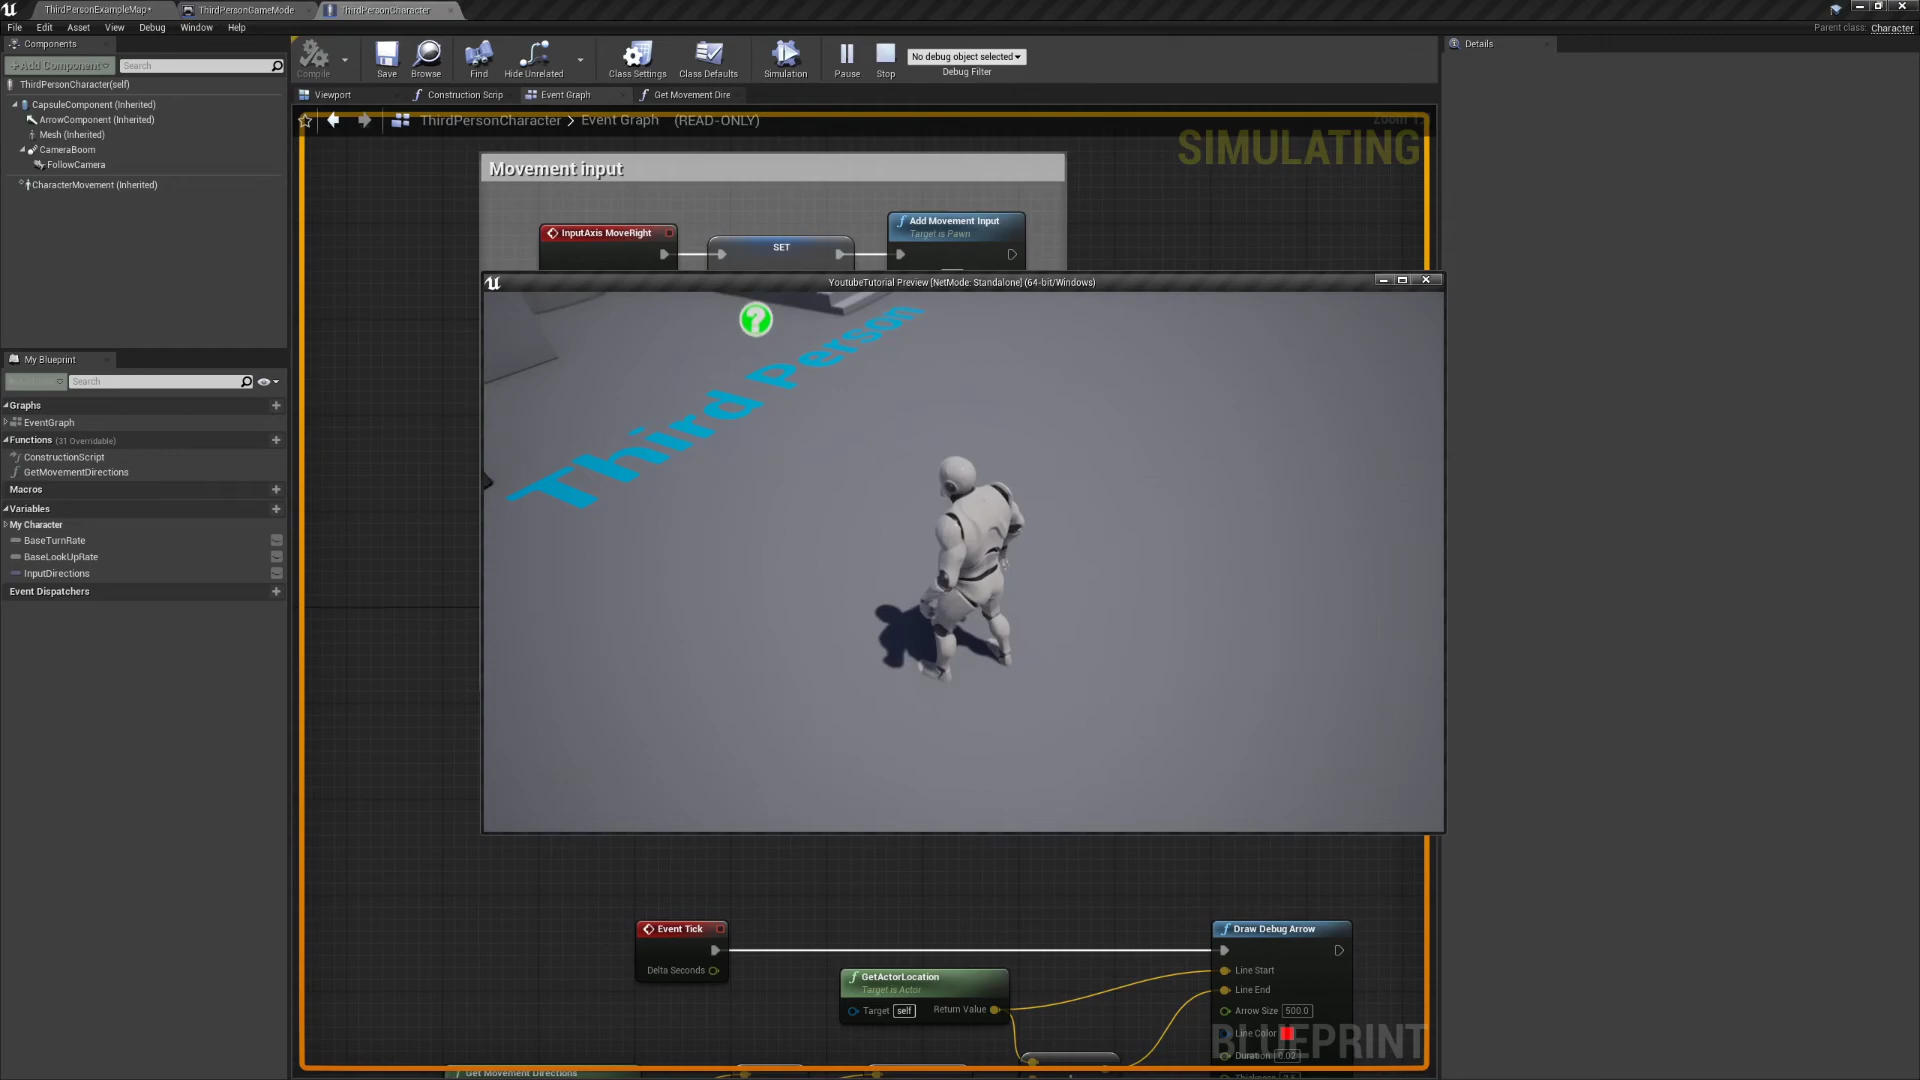 ThirdPersonExampleMap*
ThirdPersonGameMode
ThirdPersonCharacter
File Edit Asset View Debug Window Help
Parent class: Character
Components
+Add Component
Search
ThirdPersonCharacter(self)
CapsuleComponent (Inherited)
ArrowComponent (Inherited)
Mesh (Inherited)
CameraBoom
FollowCamera
CharacterMovement (Inherited)
My Blueprint
Search
Graphs
EventGraph
Functions (31 Overridable)
ConstructionScript
GetMovementDirections
Macros
Variables
My Character
BaseTurnRate
BaseLookUpRate
InputDirections
Event Dispatchers
Compile
Save
Browse
Find
Hide Unrelated
Class Settings
Class Defaults
Simulation
Pause
Stop
No debug object selected
Debug Filter
Viewport
Construction Scrip
Event Graph
Get Movement Dire
ThirdPersonCharacter > Event Graph (READ-ONLY)
SIMULATING
Movement input
InputAxis MoveRight
SET
Add Movement Input
Target is Pawn
YoutubeTutorial Preview [NetMode: Standalone] (64-bit/Windows)
Third Person
Event Tick
Delta Seconds
GetActorLocation
Target is Actor
Target self
Return Value
Draw Debug Arrow
Line Start
Line End
Arrow Size 500.0
Line Color
Duration 0.02
BLUEPRINT
Get Movement Directions
Details